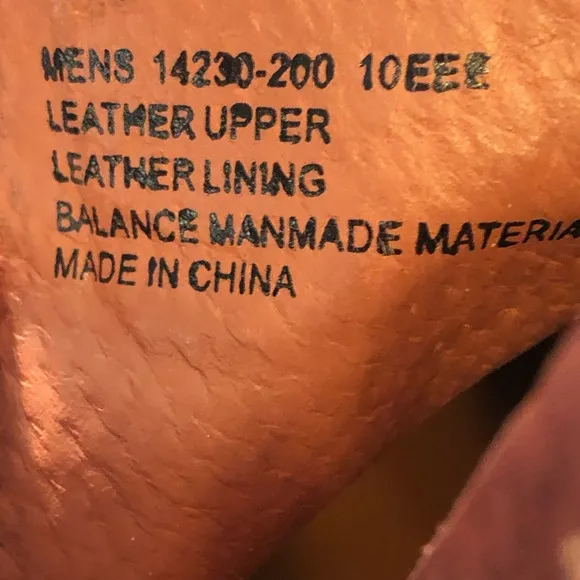 MENS 14230-200 10EEE
LEATHER UPPER
LEATHER LINING
BALANCE MANMADE MATERIA
MADE IN CHINA